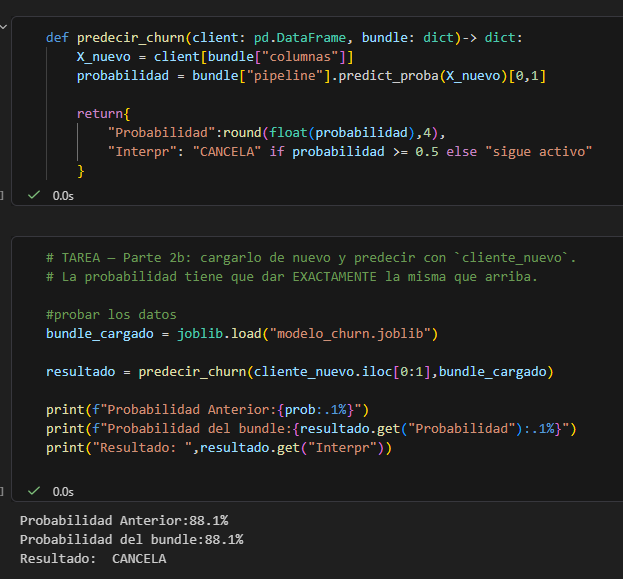 def predecir_churn(client: pd.DataFrame, bundle: dict)-> dict:
    X_nuevo = client[bundle["columnas"]]
    probabilidad = bundle["pipeline"].predict_proba(X_nuevo)[0,1]

    return{
        "Probabilidad":round(float(probabilidad),4),
        "Interpr": "CANCELA" if probabilidad >= 0.5 else "sigue activo"
    }
] ✓ 0.0s
# TAREA — Parte 2b: cargarlo de nuevo y predecir con `cliente_nuevo`.
# La probabilidad tiene que dar EXACTAMENTE la misma que arriba.

#probar los datos
bundle_cargado = joblib.load("modelo_churn.joblib")

resultado = predecir_churn(cliente_nuevo.iloc[0:1],bundle_cargado)

print(f"Probabilidad Anterior:{prob:.1%}")
print(f"Probabilidad del bundle:{resultado.get("Probabilidad"):.1%}")
print("Resultado: ",resultado.get("Interpr"))
] ✓ 0.0s
Probabilidad Anterior:88.1%
Probabilidad del bundle:88.1%
Resultado:  CANCELA